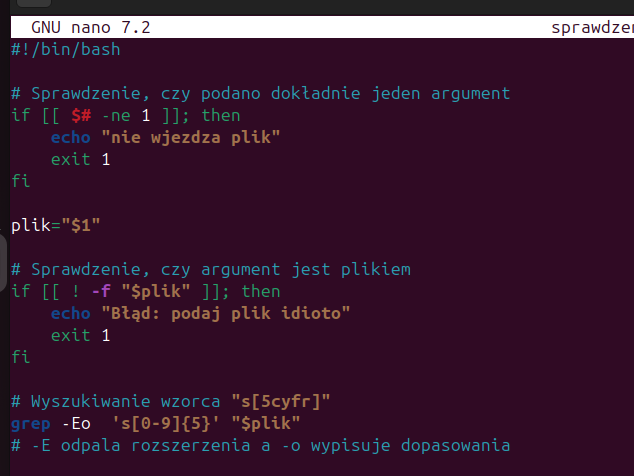 GNU nano 7.2 sprawdzen
#!/bin/bash
# Sprawdzenie, czy podano dokładnie jeden argument
if [[ $# -ne 1 ]]; then
    echo "nie wjezdza plik"
    exit 1
fi
plik="$1"
# Sprawdzenie, czy argument jest plikiem
if [[ ! -f "$plik" ]]; then
    echo "Błąd: podaj plik idioto"
    exit 1
fi
# Wyszukiwanie wzorca "s[5cyfr]"
grep -Eo  's[0-9]{5}' "$plik"
# -E odpala rozszerzenia a -o wypisuje dopasowania